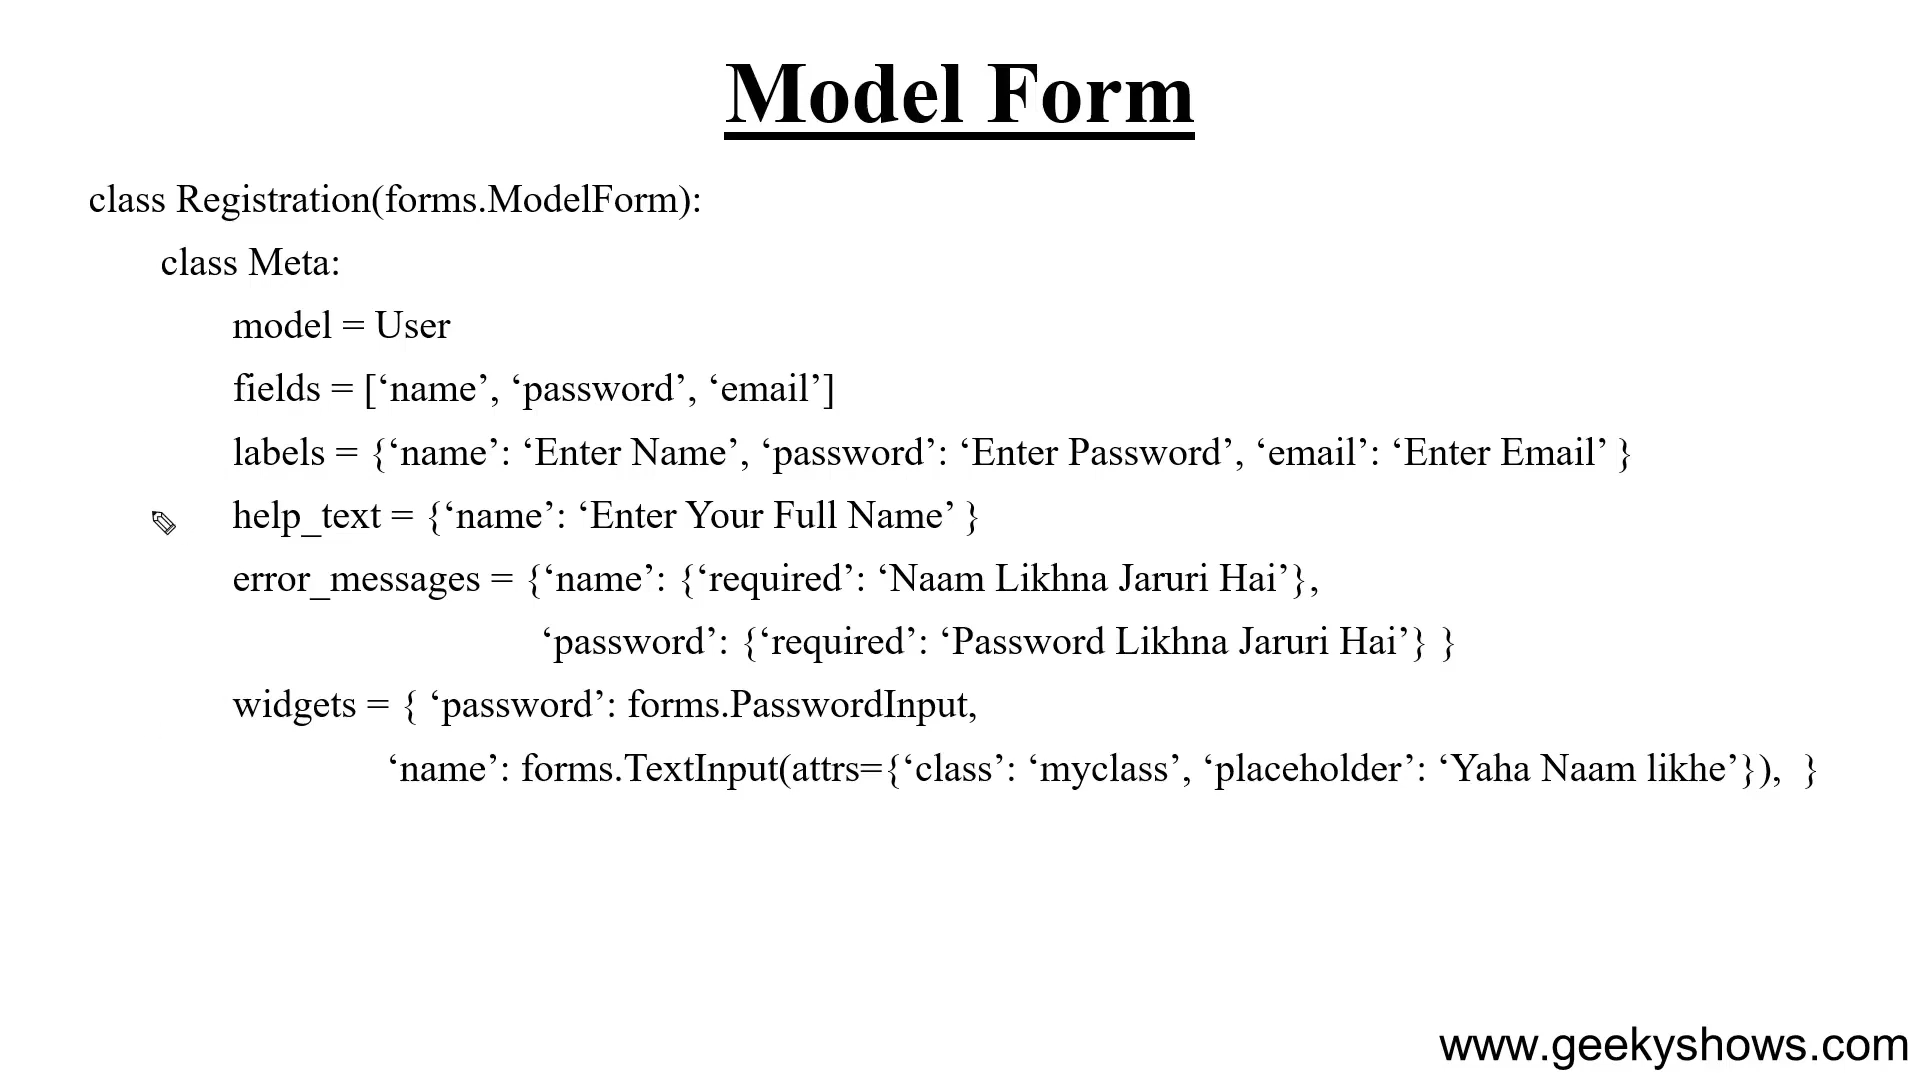 Model Form
class Registration(forms.ModelForm):
class Meta:
model = User
fields = [‘name’, ‘password’, ‘email’]
labels = {‘name’: ‘Enter Name’, ‘password’: ‘Enter Password’, ‘email’: ‘Enter Email’ }
help_text = {‘name’: ‘Enter Your Full Name’ }
error_messages = {‘name’: {‘required’: ‘Naam Likhna Jaruri Hai’},
‘password’: {‘required’: ‘Password Likhna Jaruri Hai’} }
widgets = { ‘password’: forms.PasswordInput,
‘name’: forms.TextInput(attrs={‘class’: ‘myclass’, ‘placeholder’: ‘Yaha Naam likhe’}), }
www.geekyshows.com